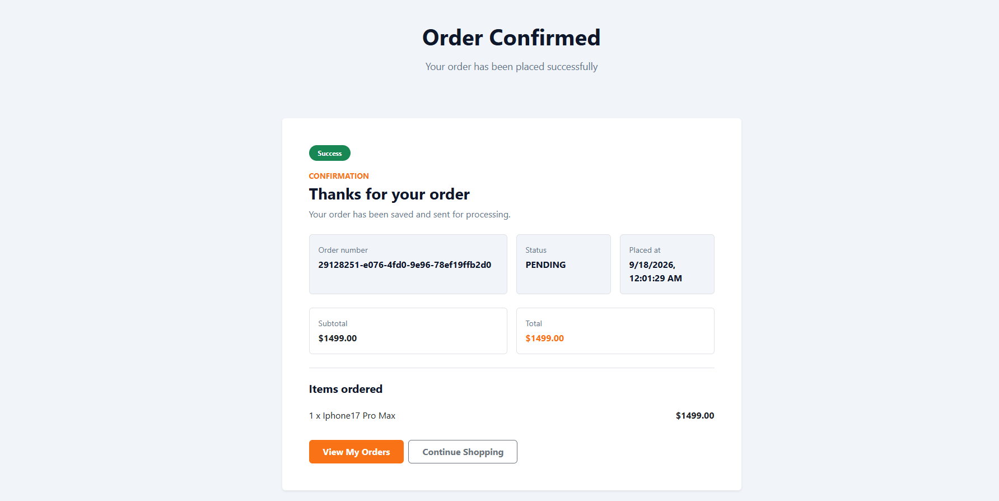 Order Confirmed
Your order has been placed successfully
Success
CONFIRMATION
Thanks for your order
Your order has been saved and sent for processing.
Order number
29128251-e076-4fd0-9e96-78ef19ffb2d0
Status
PENDING
Placed at
9/18/2026,
12:01:29 AM
Subtotal
$1499.00
Total
$1499.00
Items ordered
1 x Iphone17 Pro Max
$1499.00
View My Orders
Continue Shopping